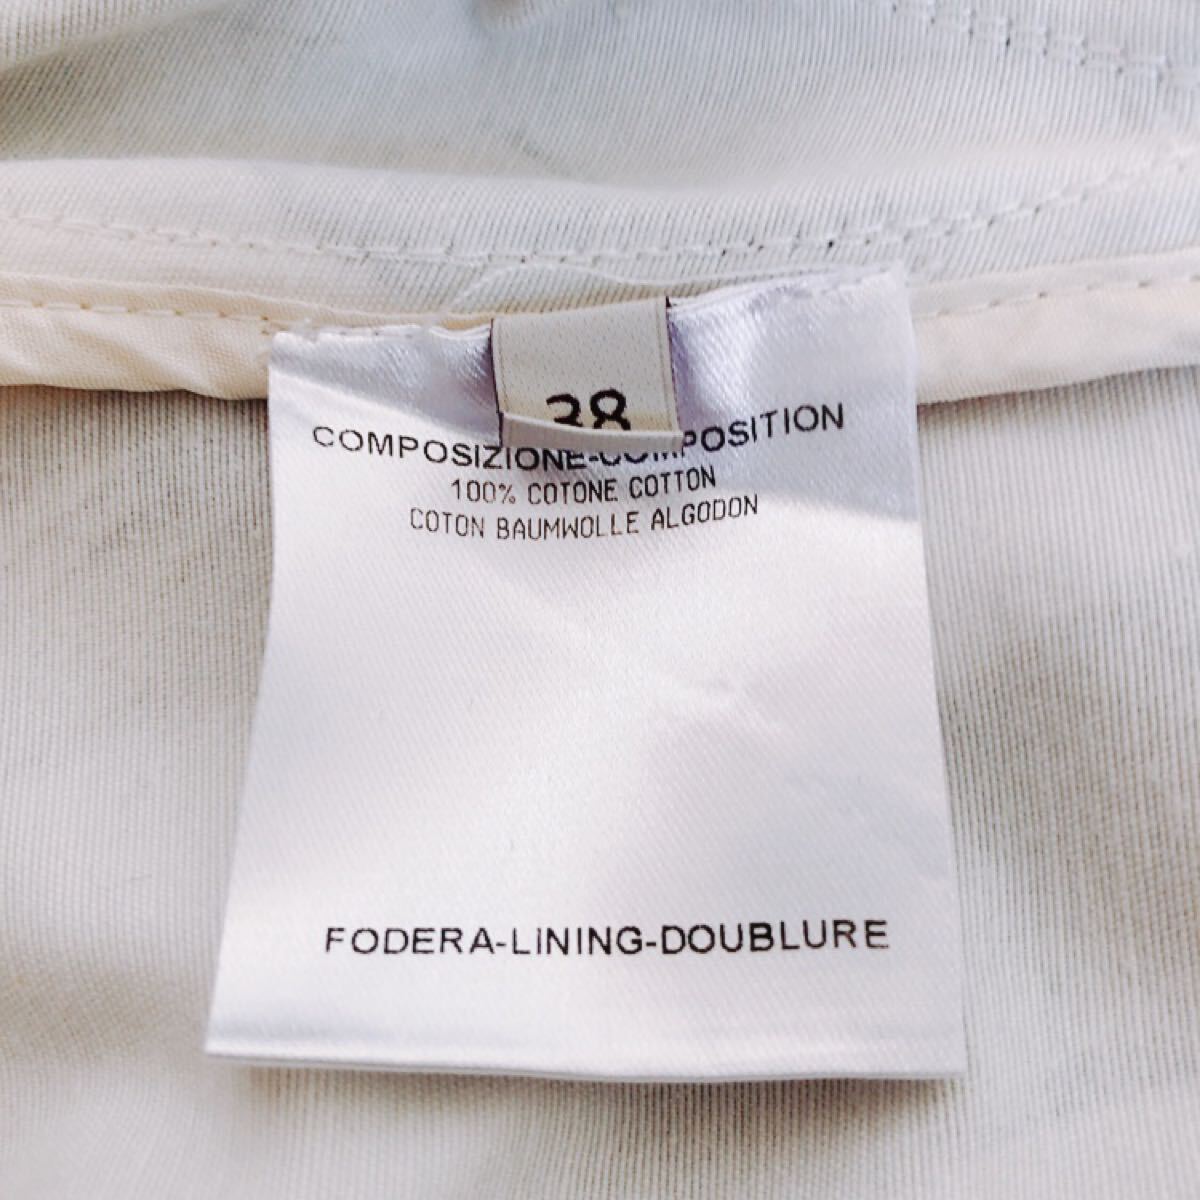 38
COMPOSIZIONE-COMPOSITION
100% COTONE COTTON
COTON BAUMWOLLE ALGODON
FODERA-LINING-DOUBLURE